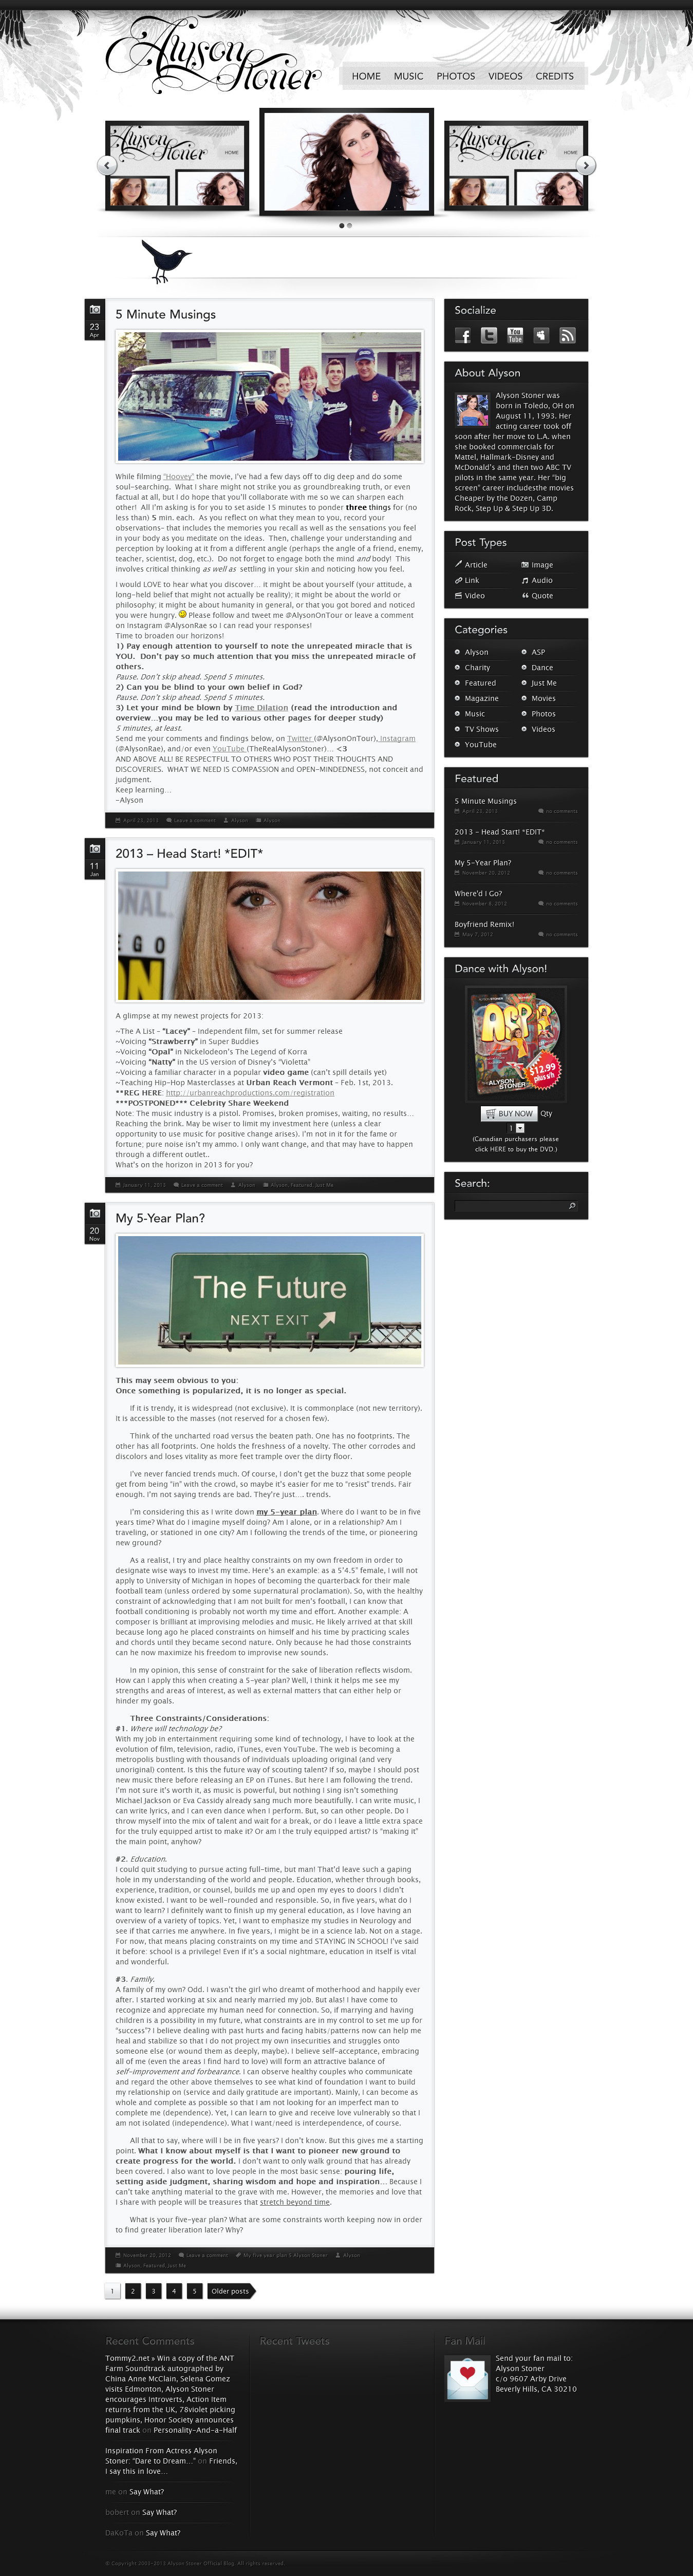 Alyson Stoner
HOME MUSIC PHOTOS VIDEOS CREDITS
5 Minute Musings
23
Apr
While filming "Hoovey" the movie, I've had a few days off to dig deep and do some
soul-searching. What I share might not strike you as groundbreaking truth, or even
factual at all, but I do hope that you'll collaborate with me so we can sharpen each
other! All I'm asking is for you to set aside 15 minutes to ponder three things for (no
less than) 5 min. each. As you reflect on what they mean to you, record your
observations- that includes the memories you recall as well as the sensations you feel
in your body as you meditate on the ideas. Then, challenge your understanding and
perception by looking at it from a different angle (perhaps the angle of a friend, enemy,
teacher, scientist, dog, etc.). Do not forget to engage both the mind and body! This
involves critical thinking as well as settling in your skin and noticing how you feel.
I would LOVE to hear what you discover... it might be about yourself (your attitude, a
long-held belief that might not actually be reality); it might be about the world or
philosophy; it might be about humanity in general, or that you got bored and noticed
you were hungry. Please follow and tweet me @AlysonOnTour or leave a comment
on Instagram @AlysonRae so I can read your responses!
Time to broaden our horizons!
1) Pay enough attention to yourself to note the unrepeated miracle that is
YOU. Don't pay so much attention that you miss the unrepeated miracle of
others.
Pause. Don't skip ahead. Spend 5 minutes.
2) Can you be blind to your own belief in God?
Pause. Don't skip ahead. Spend 5 minutes.
3) Let your mind be blown by Time Dilation (read the introduction and
overview...you may be led to various other pages for deeper study)
5 minutes, at least.
Send me your comments and findings below, on Twitter (@AlysonOnTour), Instagram
(@AlysonRae), and/or even YouTube (TheRealAlysonStoner)... <3
AND ABOVE ALL! BE RESPECTFUL TO OTHERS WHO POST THEIR THOUGHTS AND
DISCOVERIES. WHAT WE NEED IS COMPASSION and OPEN-MINDEDNESS, not conceit and
judgment.
Keep learning...
-Alyson
April 23, 2013 Leave a comment Alyson Alyson
2013 – Head Start! *EDIT*
11
Jan
A glimpse at my newest projects for 2013:
~The A List – "Lacey" – Independent film, set for summer release
~Voicing "Strawberry" in Super Buddies
~Voicing "Opal" in Nickelodeon's The Legend of Korra
~Voicing "Natty" in the US version of Disney's "Violetta"
~Voicing a familiar character in a popular video game (can't spill details yet)
~Teaching Hip-Hop Masterclasses at Urban Reach Vermont – Feb. 1st, 2013.
**REG HERE: http://urbanreachproductions.com/registration
***POSTPONED*** Celebrity Share Weekend
Note: The music industry is a pistol. Promises, broken promises, waiting, no results...
Reaching the brink. May be wiser to limit my investment here (unless a clear
opportunity to use music for positive change arises). I'm not in it for the fame or
fortune; pure noise isn't my ammo. I only want change, and that may have to happen
through a different outlet..
What's on the horizon in 2013 for you?
January 11, 2013 Leave a comment Alyson Alyson, Featured, Just Me
My 5-Year Plan?
20
Nov
The Future
NEXT EXIT
This may seem obvious to you:
Once something is popularized, it is no longer as special.
If it is trendy, it is widespread (not exclusive). It is commonplace (not new territory).
It is accessible to the masses (not reserved for a chosen few).
Think of the uncharted road versus the beaten path. One has no footprints. The
other has all footprints. One holds the freshness of a novelty. The other corrodes and
discolors and loses vitality as more feet trample over the dirty floor.
I've never fancied trends much. Of course, I don't get the buzz that some people
get from being "in" with the crowd, so maybe it's easier for me to "resist" trends. Fair
enough. I'm not saying trends are bad. They're just.... trends.
I'm considering this as I write down my 5-year plan. Where do I want to be in five
years time? What do I imagine myself doing? Am I alone, or in a relationship? Am I
traveling, or stationed in one city? Am I following the trends of the time, or pioneering
new ground?
As a realist, I try and place healthy constraints on my own freedom in order to
designate wise ways to invest my time. Here's an example: as a 5'4.5" female, I will not
apply to University of Michigan in hopes of becoming the quarterback for their male
football team (unless ordered by some supernatural proclamation). So, with the healthy
constraint of acknowledging that I am not built for men's football, I can know that
football conditioning is probably not worth my time and effort. Another example: A
composer is brilliant at improvising melodies and music. He likely arrived at that skill
because long ago he placed constraints on himself and his time by practicing scales
and chords until they became second nature. Only because he had those constraints
can he now maximize his freedom to improvise new sounds.
In my opinion, this sense of constraint for the sake of liberation reflects wisdom.
How can I apply this when creating a 5-year plan? Well, I think it helps me see my
strengths and areas of interest, as well as external matters that can either help or
hinder my goals.
Three Constraints/Considerations:
#1. Where will technology be?
With my job in entertainment requiring some kind of technology, I have to look at the
evolution of film, television, radio, iTunes, even YouTube. The web is becoming a
metropolis bustling with thousands of individuals uploading original (and very
unoriginal) content. Is this the future way of scouting talent? If so, maybe I should post
new music there before releasing an EP on iTunes. But here I am following the trend.
I'm not sure it's worth it, as music is powerful, but nothing I sing isn't something
Michael Jackson or Eva Cassidy already sang much more beautifully. I can write music, I
can write lyrics, and I can even dance when I perform. But, so can other people. Do I
throw myself into the mix of talent and wait for a break, or do I leave a little extra space
for the truly equipped artist to make it? Or am I the truly equipped artist? Is "making it"
the main point, anyhow?
#2. Education.
I could quit studying to pursue acting full-time, but man! That'd leave such a gaping
hole in my understanding of the world and people. Education, whether through books,
experience, tradition, or counsel, builds me up and open my eyes to doors I didn't
know existed. I want to be well-rounded and responsible. So, in five years, what do I
want to learn? I definitely want to finish up my general education, as I love having an
overview of a variety of topics. Yet, I want to emphasize my studies in Neurology and
see if that carries me anywhere. In five years, I might be in a science lab. Not on a stage.
For now, that means placing constraints on my time and STAYING IN SCHOOL! I've said
it before: school is a privilege! Even if it's a social nightmare, education in itself is vital
and wonderful.
#3. Family.
A family of my own? Odd. I wasn't the girl who dreamt of motherhood and happily ever
after. I started working at six and nearly married my job. But alas! I have come to
recognize and appreciate my human need for connection. So, if marrying and having
children is a possibility in my future, what constraints are in my control to set me up for
"success"? I believe dealing with past hurts and facing habits/patterns now can help me
heal and stabilize so that I do not project my own insecurities and struggles onto
someone else (or wound them as deeply, maybe). I believe self-acceptance, embracing
all of me (even the areas I find hard to love) will form an attractive balance of
self-improvement and forbearance. I can observe healthy couples who communicate
and regard the other above themselves to see what kind of foundation I want to build
my relationship on (service and daily gratitude are important). Mainly, I can become as
whole and complete as possible so that I am not looking for an imperfect man to
complete me (dependence). Yet, I can learn to give and receive love vulnerably so that I
am not isolated (independence). What I want/need is interdependence, of course.
All that to say, where will I be in five years? I don't know. But this gives me a starting
point. What I know about myself is that I want to pioneer new ground to
create progress for the world. I don't want to only walk ground that has already
been covered. I also want to love people in the most basic sense: pouring life,
setting aside judgment, sharing wisdom and hope and inspiration... Because I
can't take anything material to the grave with me. However, the memories and love that
I share with people will be treasures that stretch beyond time.
What is your five-year plan? What are some constraints worth keeping now in order
to find greater liberation later? Why?
November 20, 2012 Leave a comment My five year plan | Alyson Stoner Alyson
Alyson, Featured, Just Me
1 2 3 4 5 Older posts
Socialize
You Tube
About Alyson
Alyson Stoner was
born in Toledo, OH on
August 11, 1993. Her
acting career took off
soon after her move to L.A. when
she booked commercials for
Mattel, Hallmark-Disney and
McDonald's and then two ABC TV
pilots in the same year. Her "big
screen" career includesthe movies
Cheaper by the Dozen, Camp
Rock, Step Up & Step Up 3D.
Post Types
Article Image
Link Audio
Video Quote
Categories
Alyson ASP
Charity Dance
Featured Just Me
Magazine Movies
Music Photos
TV Shows Videos
YouTube
Featured
5 Minute Musings
April 23, 2013 no comments
2013 – Head Start! *EDIT*
January 11, 2013 no comments
My 5-Year Plan?
November 20, 2012 no comments
Where'd I Go?
November 9, 2012 no comments
Boyfriend Remix!
May 7, 2012 no comments
Dance with Alyson!
ASP
ALYSON STONER
$12.99
plus s/h
BUY NOW Qty
1
(Canadian purchasers please
click HERE to buy the DVD.)
Search:
Recent Comments
Tommy2.net » Win a copy of the ANT
Farm Soundtrack autographed by
China Anne McClain, Selena Gomez
visits Edmonton, Alyson Stoner
encourages Introverts, Action Item
returns from the UK, 78violet picking
pumpkins, Honor Society announces
final track on Personality-And-a-Half
Inspiration From Actress Alyson
Stoner: "Dare to Dream..." on Friends,
I say this in love...
me on Say What?
bobert on Say What?
DaKoTa on Say What?
Recent Tweets
Fan Mail
Send your fan mail to:
Alyson Stoner
c/o 9607 Arby Drive
Beverly Hills, CA 30210
© Copyright 2001-2013 Alyson Stoner Official Blog. All rights reserved.